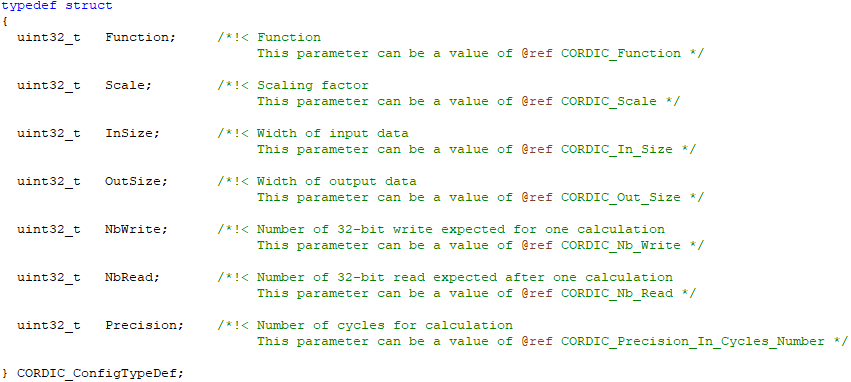 typedef struct
{
  uint32_t   Function;     /*!< Function
                                This parameter can be a value of @ref CORDIC_Function */
  uint32_t   Scale;        /*!< Scaling factor
                                This parameter can be a value of @ref CORDIC_Scale */
  uint32_t   InSize;       /*!< Width of input data
                                This parameter can be a value of @ref CORDIC_In_Size */
  uint32_t   OutSize;      /*!< Width of output data
                                This parameter can be a value of @ref CORDIC_Out_Size */
  uint32_t   NbWrite;      /*!< Number of 32-bit write expected for one calculation
                                This parameter can be a value of @ref CORDIC_Nb_Write */
  uint32_t   NbRead;       /*!< Number of 32-bit read expected after one calculation
                                This parameter can be a value of @ref CORDIC_Nb_Read */
  uint32_t   Precision;    /*!< Number of cycles for calculation
                                This parameter can be a value of @ref CORDIC_Precision_In_Cycles_Number */
} CORDIC_ConfigTypeDef;